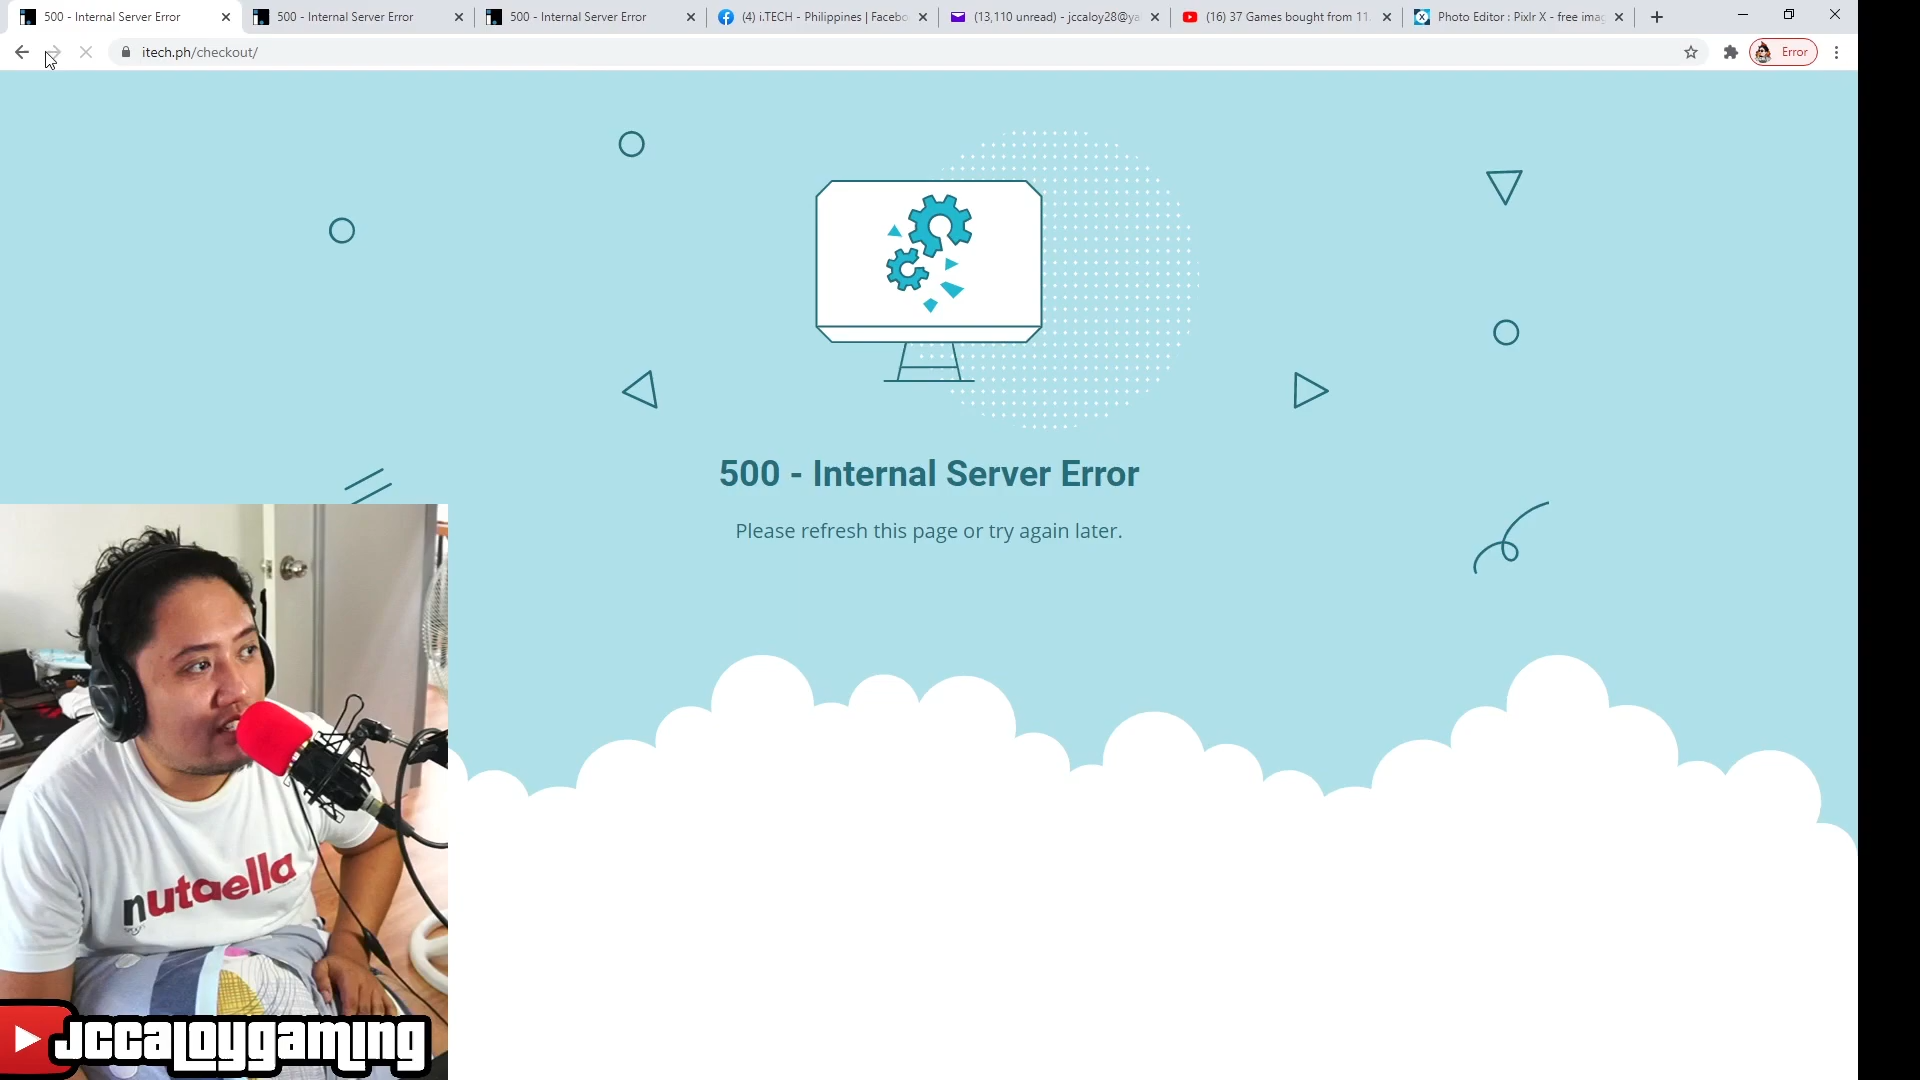 500 - Internal Server Error
500 - Internal Server Error
500 - Internal Server Error
(4) i.TECH - Philippines | Facebo
(13,110 unread) - jccaloy28@ya
(16) 37 Games bought from 11.
Photo Editor : Pixlr X - free imag
itech.ph/checkout/
Error
500 - Internal Server Error
Please refresh this page or try again later.
nutaella
jccaloygaming